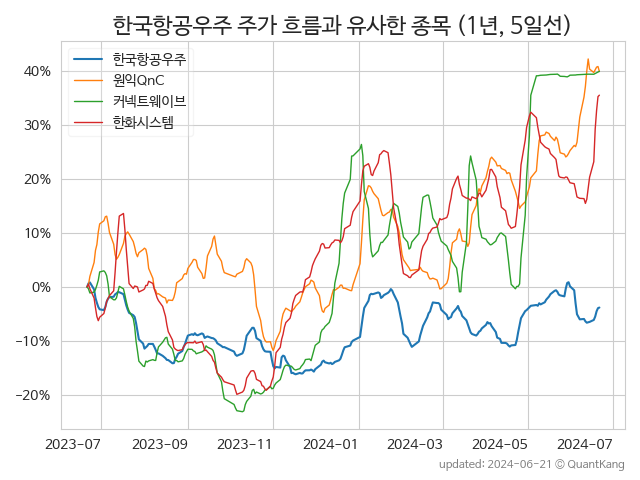 한국항공우주 주가 흐름과 유사한 종목 (1년, 5일선)
한국항공우주
원익QnC
커넥트웨이브
한화시스템
40%
30%
20%
10%
0%
−10%
−20%
2023-07
2023-09
2023-11
2024-01
2024-03
2024-05
2024-07
updated: 2024-06-21 © QuantKang